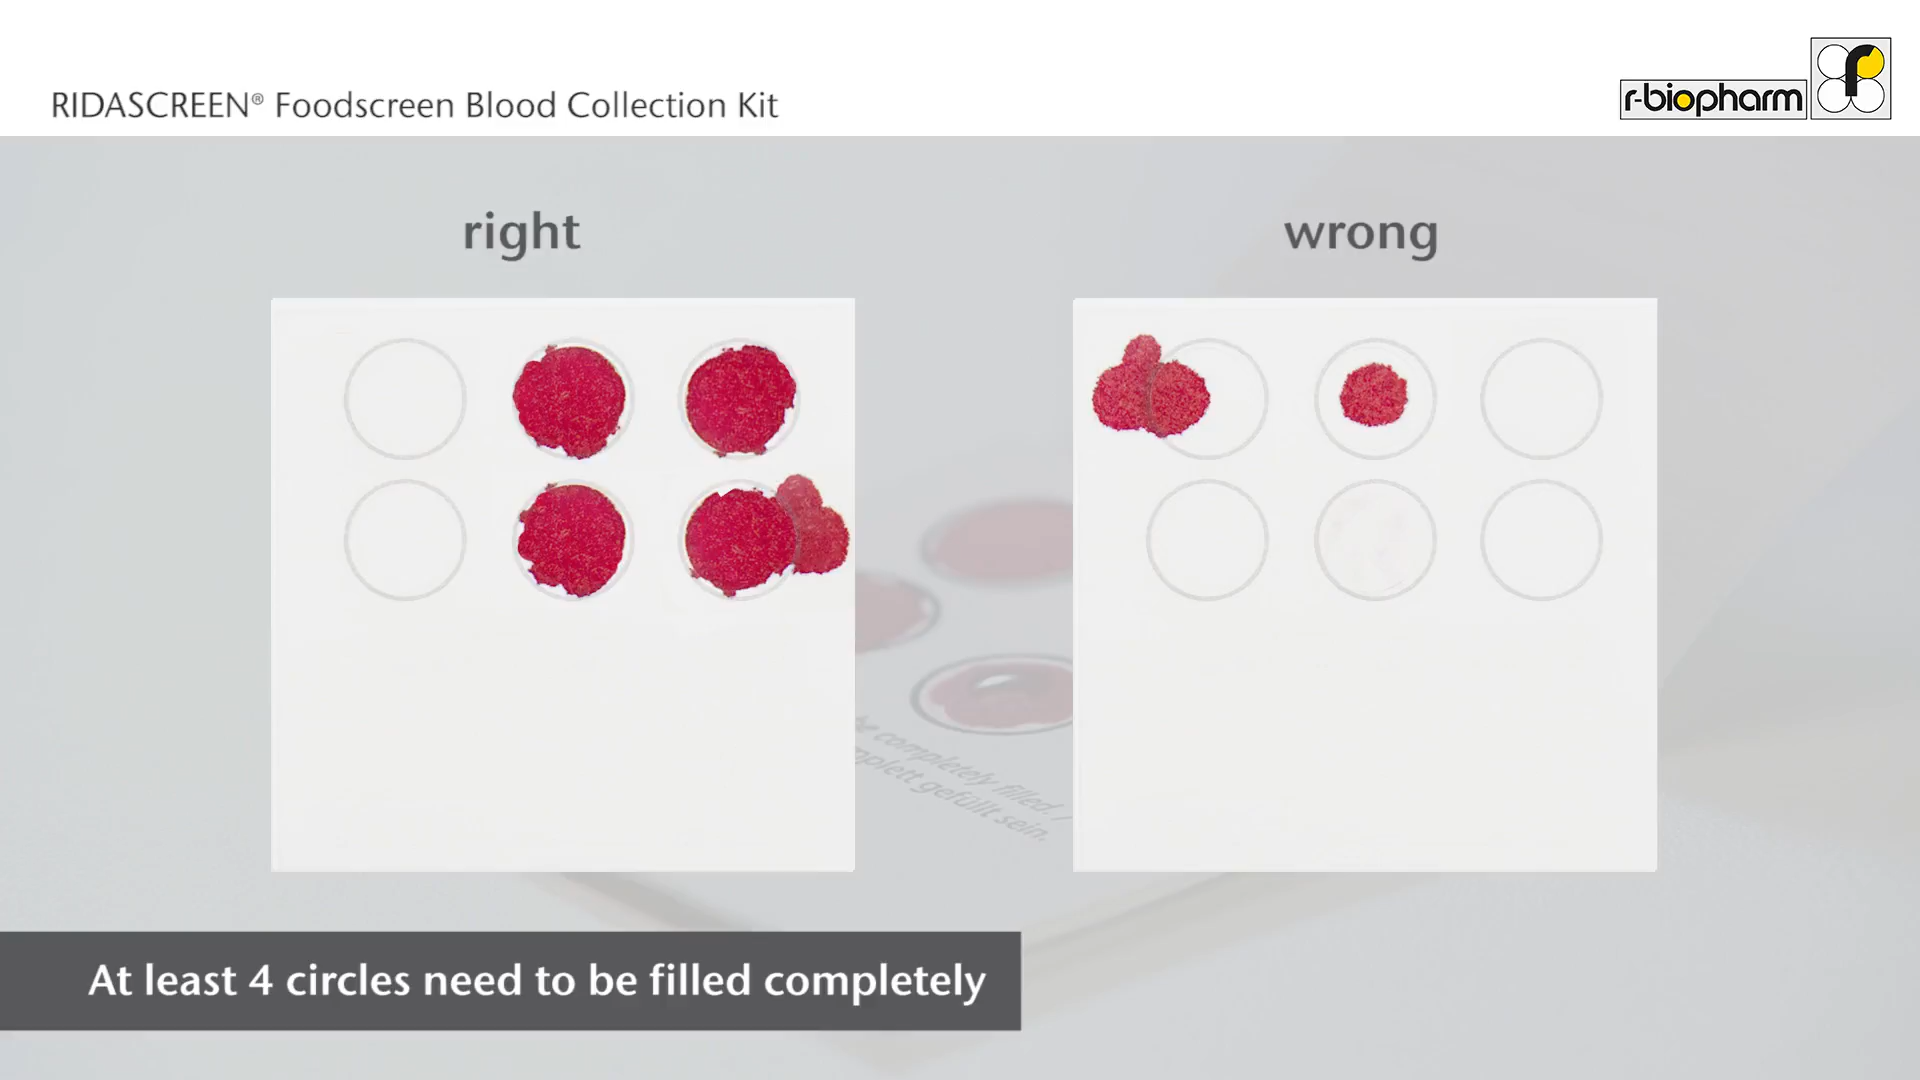 RIDASCREEN® Foodscreen Blood Collection Kit
r-biopharm
r
right
wrong
be completely filled. /
mplett gefüllt sein.
At least 4 circles need to be filled completely